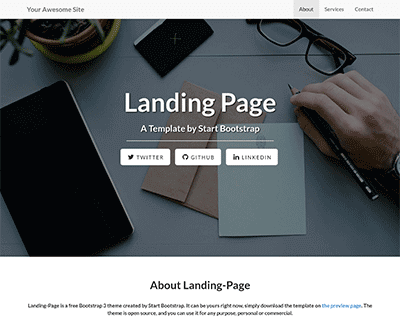 Your Awesome Site
About Services Contact
Landing Page
A Template by Start Bootstrap
TWITTER GITHUB LINKEDIN
About Landing-Page
Landing-Page is a free Bootstrap 3 theme created by Start Bootstrap. It can be yours right now, simply download the template on the preview page. The
theme is open source, and you can use it for any purpose, personal or commercial.